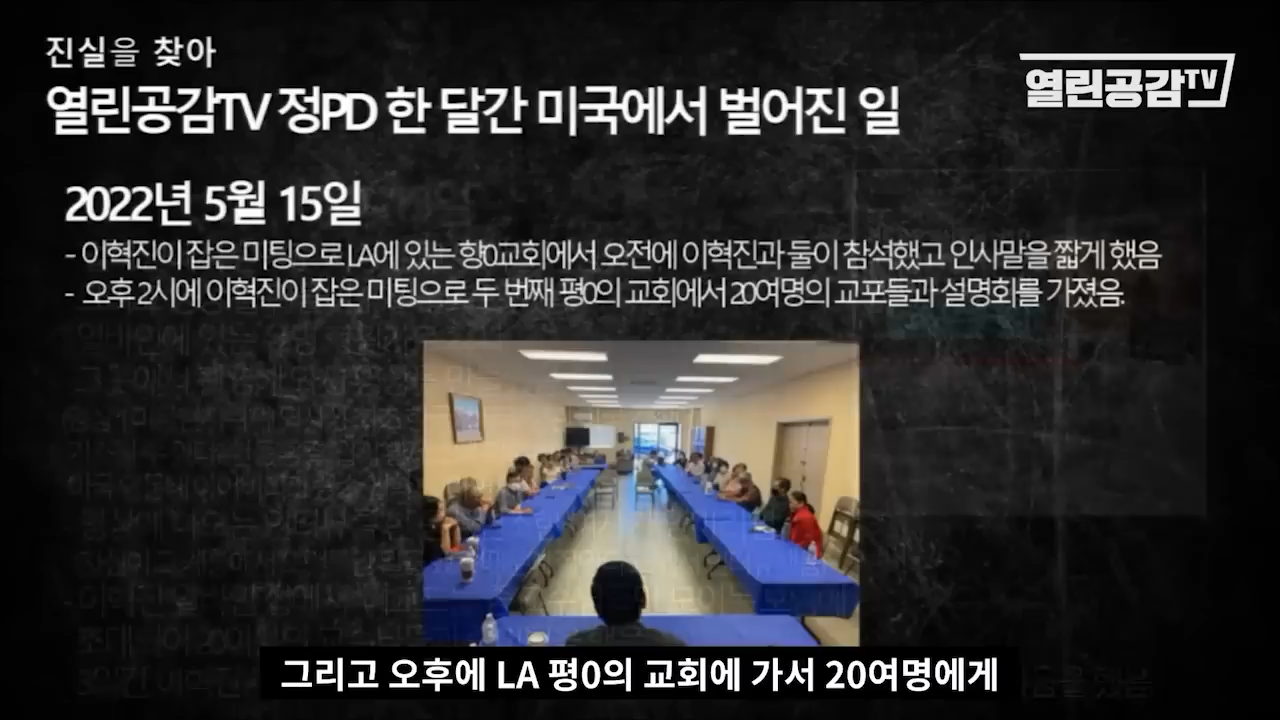 진실을 찾아
열린공감TV
열린공감TV 정PD 한 달간 미국에서 벌어진 일
2022년 5월 15일
- 이혁진이 잡은 미팅으로 LA에 있는 향0교회에서 오전에 이혁진과 둘이 참석했고 인사말을 짧게 했음
- 오후 2시에 이혁진이 잡은 미팅으로 두 번째 평0의 교회에서 20여명의 교포들과 설명회를 가졌음.
그리고 오후에 LA 평0의 교회에 가서 20여명에게